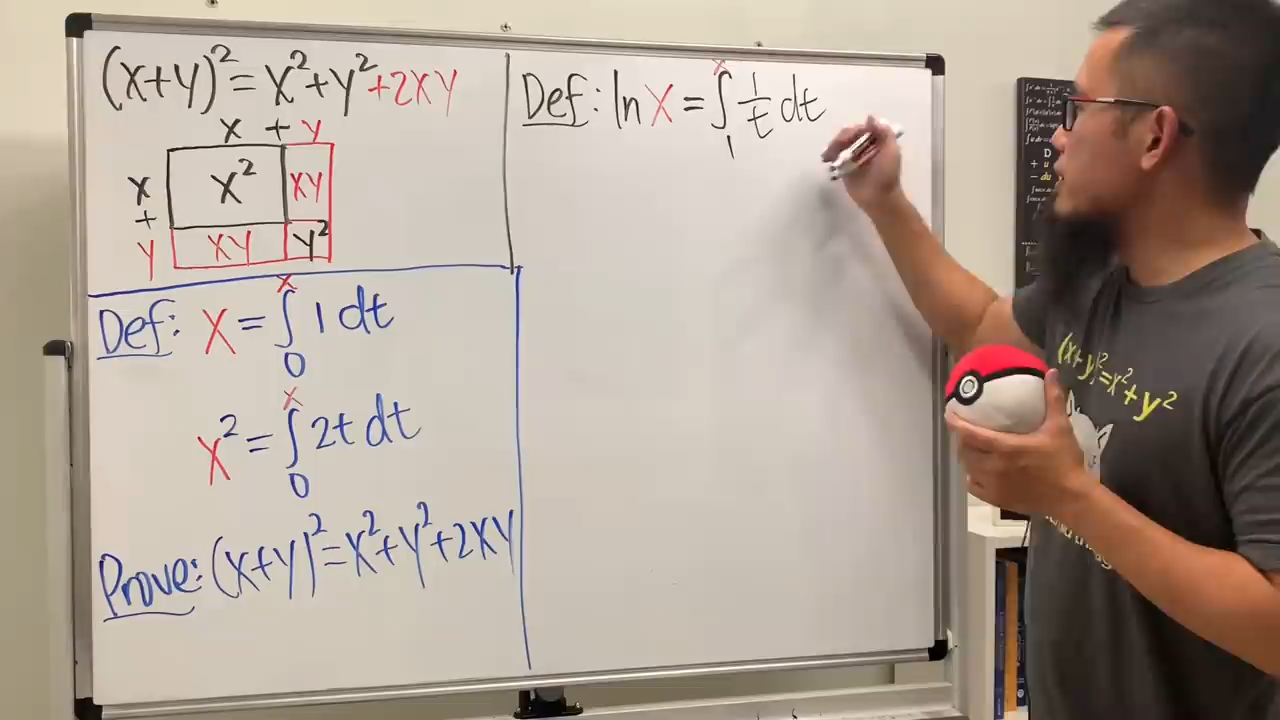 (x+y)²=x²+y²+2xy
x + y
x x² xy
+
y xy y²
Def: x = ∫₀ˣ 1 dt
x² = ∫₀ˣ 2t dt
Prove: (x+y)²=x²+y²+2xy
Def: ln x = ∫₁ˣ 1/t dt
(x+y)²=x²+y²
D
+ u
- du